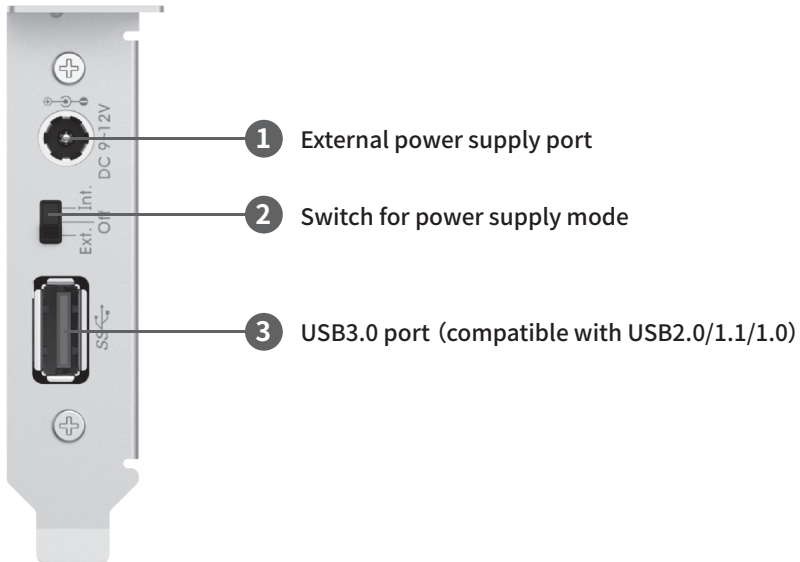 DC 9-12V
1 External power supply port
Int.
Off
Ext.
2 Switch for power supply mode
SS
3 USB3.0 port (compatible with USB2.0/1.1/1.0)